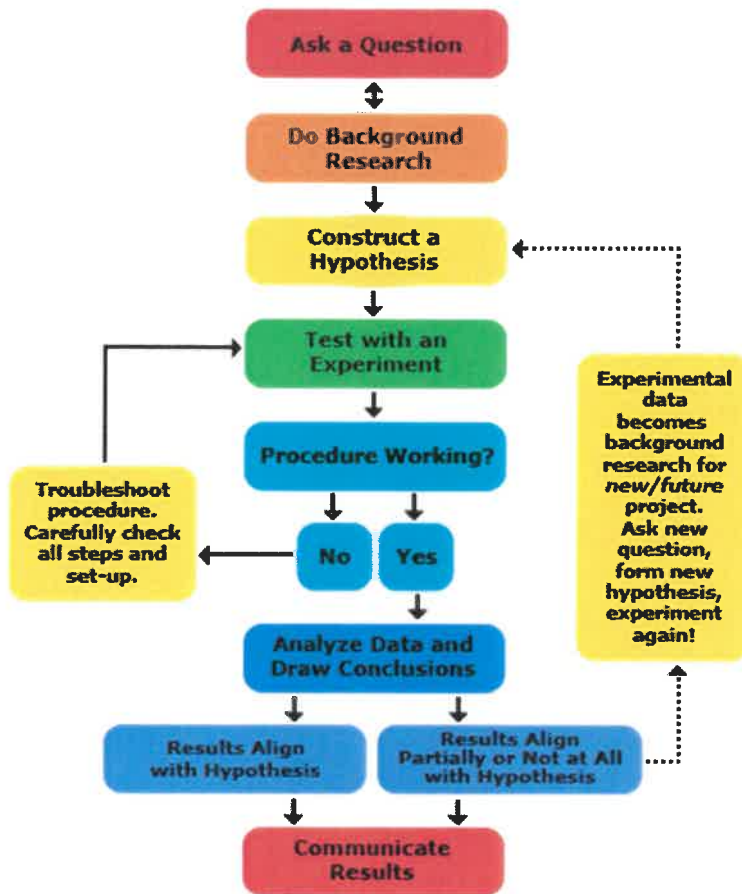 Ask a Question
Do Background
Research
Construct a
Hypothesis
Test with an
Experiment
Procedure Working?
No
Yes
Troubleshoot
procedure.
Carefully check
all steps and
set-up.
Analyze Data and
Draw Conclusions
Results Align
with Hypothesis
Results Align
Partially or Not at All
with Hypothesis
Experimental
data
becomes
background
research for
new/future
project.
Ask new
question,
form new
hypothesis,
experiment
again!
Communicate
Results